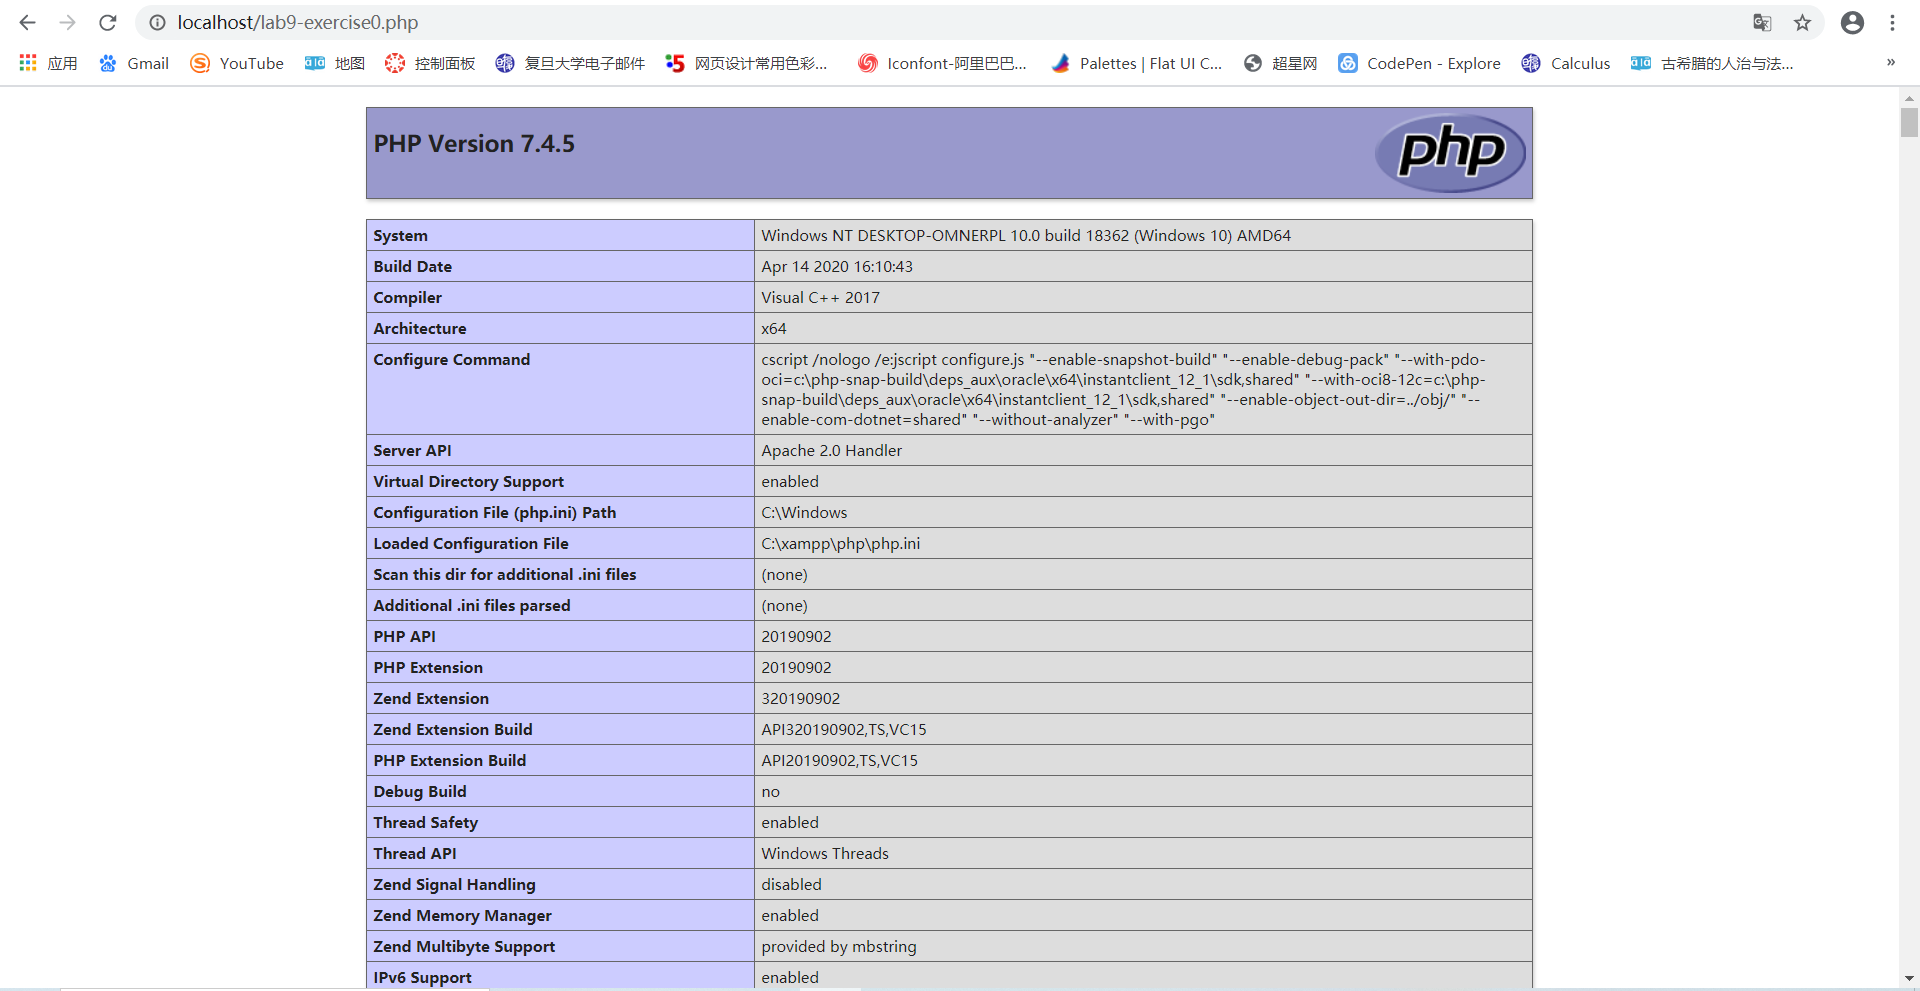 localhost/lab9-exercise0.php
应用 Gmail YouTube 地图 控制面板 复旦大学电子邮件 网页设计常用色彩... Iconfont-阿里巴巴... Palettes | Flat UI C... 超星网 CodePen - Explore Calculus 古希腊的人治与法... »
PHP Version 7.4.5
php
System Windows NT DESKTOP-OMNERPL 10.0 build 18362 (Windows 10) AMD64
Build Date Apr 14 2020 16:10:43
Compiler Visual C++ 2017
Architecture x64
Configure Command cscript /nologo /e:jscript configure.js "--enable-snapshot-build" "--enable-debug-pack" "--with-pdo-
oci=c:\php-snap-build\deps_aux\oracle\x64\instantclient_12_1\sdk,shared" "--with-oci8-12c=c:\php-
snap-build\deps_aux\oracle\x64\instantclient_12_1\sdk,shared" "--enable-object-out-dir=../obj/" "--
enable-com-dotnet=shared" "--without-analyzer" "--with-pgo"
Server API Apache 2.0 Handler
Virtual Directory Support enabled
Configuration File (php.ini) Path C:\Windows
Loaded Configuration File C:\xampp\php\php.ini
Scan this dir for additional .ini files (none)
Additional .ini files parsed (none)
PHP API 20190902
PHP Extension 20190902
Zend Extension 320190902
Zend Extension Build API320190902,TS,VC15
PHP Extension Build API20190902,TS,VC15
Debug Build no
Thread Safety enabled
Thread API Windows Threads
Zend Signal Handling disabled
Zend Memory Manager enabled
Zend Multibyte Support provided by mbstring
IPv6 Support enabled